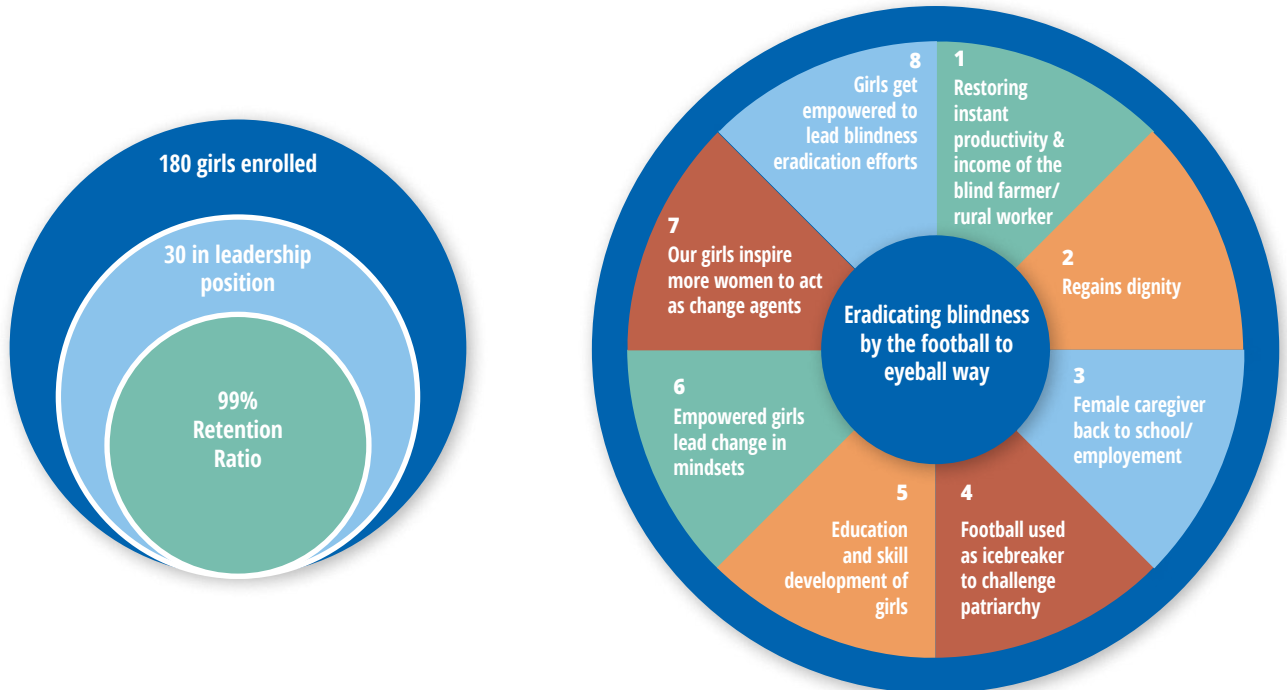 180 girls enrolled
30 in leadership
position
99%
Retention
Ratio
Eradicating blindness
by the football to
eyeball way
1
Restoring
instant
productivity &
income of the
blind farmer/
rural worker
2
Regains dignity
3
Female caregiver
back to school/
employement
4
Football used
as icebreaker
to challenge
patriarchy
5
Education
and skill
development of
girls
6
Empowered girls
lead change in
mindsets
7
Our girls inspire
more women to act
as change agents
8
Girls get
empowered to
lead blindness
eradication efforts